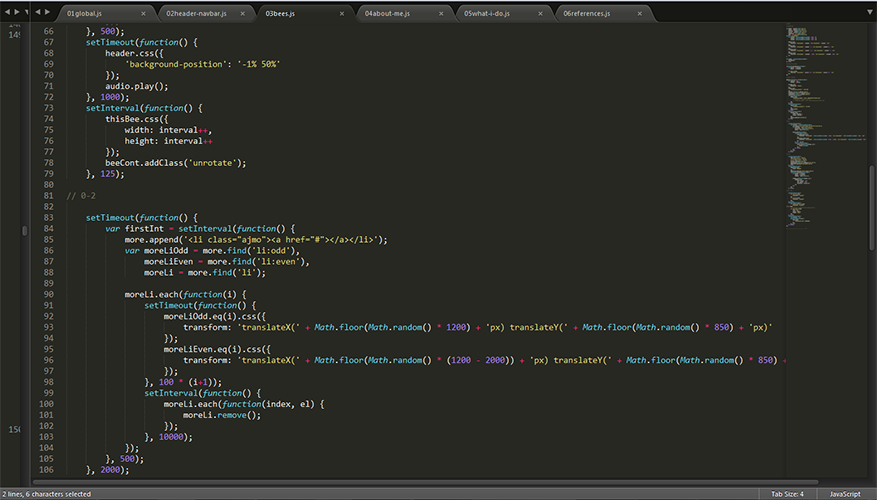 01global.js 02header-navbar.js 03bees.js 04about-me.js 05what-i-do.js 06references.js
149
66 }, 500);
67 setTimeout(function() {
68 header.css({
69 'background-position': '-1% 50%'
70 });
71 audio.play();
72 }, 1000);
73 setInterval(function() {
74 thisBee.css({
75 width: interval++,
76 height: interval++
77 });
78 beeCont.addClass('unrotate');
79 }, 125);
80
81 // 0-2
82
83 setTimeout(function() {
84 var firstInt = setInterval(function() {
85 more.append('<li class="ajmo"><a href="#"></a></li>');
86 var moreLiOdd = more.find('li:odd'),
87 moreLiEven = more.find('li:even'),
88 moreLi = more.find('li');
89
90 moreLi.each(function(i) {
91 setTimeout(function() {
92 moreLiOdd.eq(i).css({
93 transform: 'translateX(' + Math.floor(Math.random() * 1200) + 'px) translateY(' + Math.floor(Math.random() * 850) + 'px)'
94 });
95 moreLiEven.eq(i).css({
96 transform: 'translateX(' + Math.floor(Math.random() * (1200 - 2000)) + 'px) translateY(' + Math.floor(Math.random() * 850) +
97 });
98 }, 100 * (i+1));
99 setInterval(function() {
100 moreLi.each(function(index, el) {
101 moreLi.remove();
102 });
103 }, 10000);
104 });
105 }, 500);
106 }, 2000);
150
2 lines, 6 characters selected Tab Size: 4 JavaScript